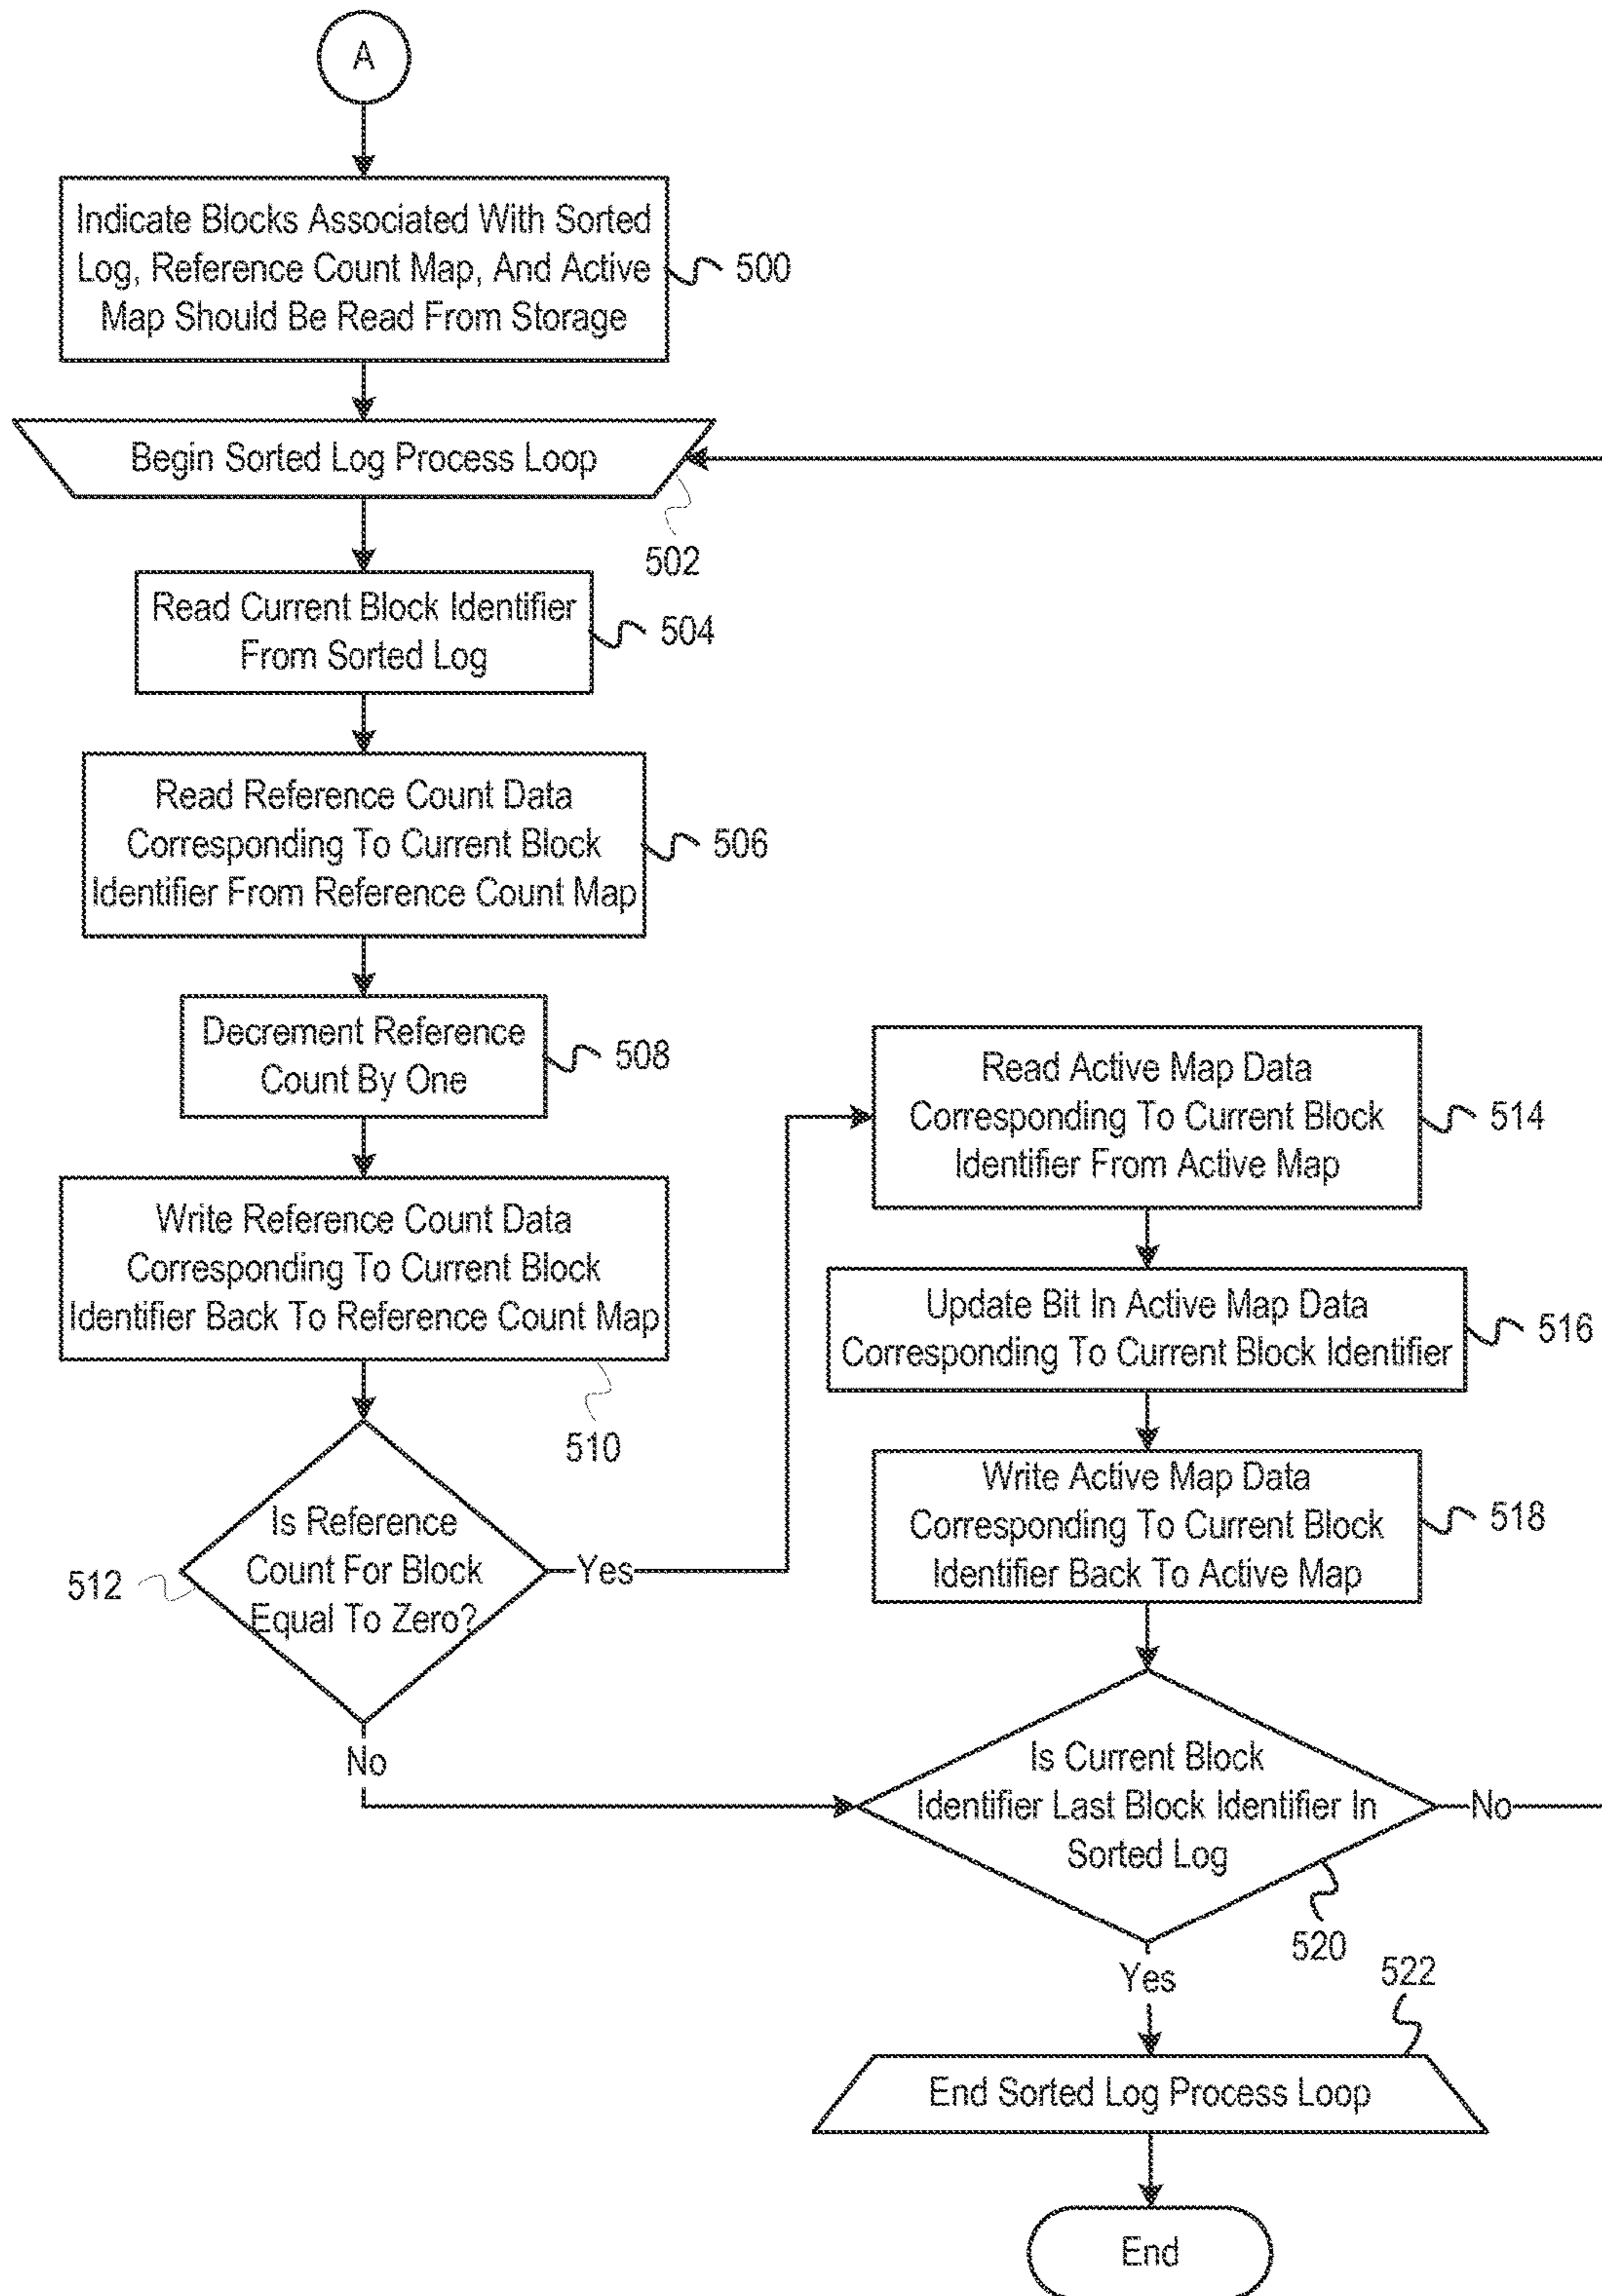 A
Indicate Blocks Associated With Sorted
Log, Reference Count Map, And Active
Map Should Be Read From Storage
500
Begin Sorted Log Process Loop
502
Read Current Block Identifier
From Sorted Log
504
Read Reference Count Data
Corresponding To Current Block
Identifier From Reference Count Map
506
Decrement Reference
Count By One
508
Write Reference Count Data
Corresponding To Current Block
Identifier Back To Reference Count Map
510
Is Reference
Count For Block
Equal To Zero?
512
Yes
No
Read Active Map Data
Corresponding To Current Block
Identifier From Active Map
514
Update Bit In Active Map Data
Corresponding To Current Block Identifier
516
Write Active Map Data
Corresponding To Current Block
Identifier Back To Active Map
518
Is Current Block
Identifier Last Block Identifier In
Sorted Log
No
520
Yes
522
End Sorted Log Process Loop
End